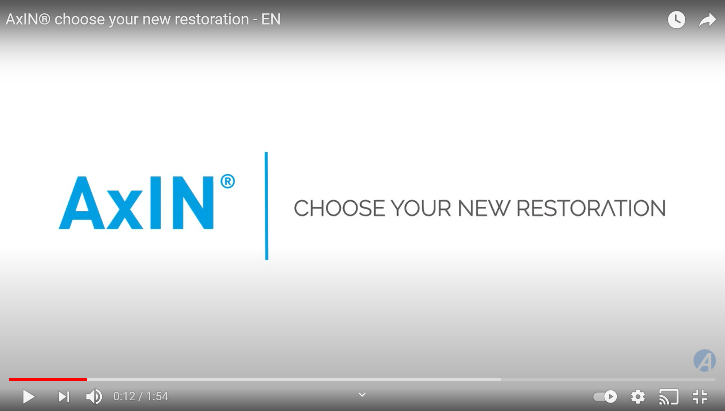 AxIN® choose your new restoration - EN
AxIN®
CHOOSE YOUR NEW RESTORATION
0:12 / 1:54